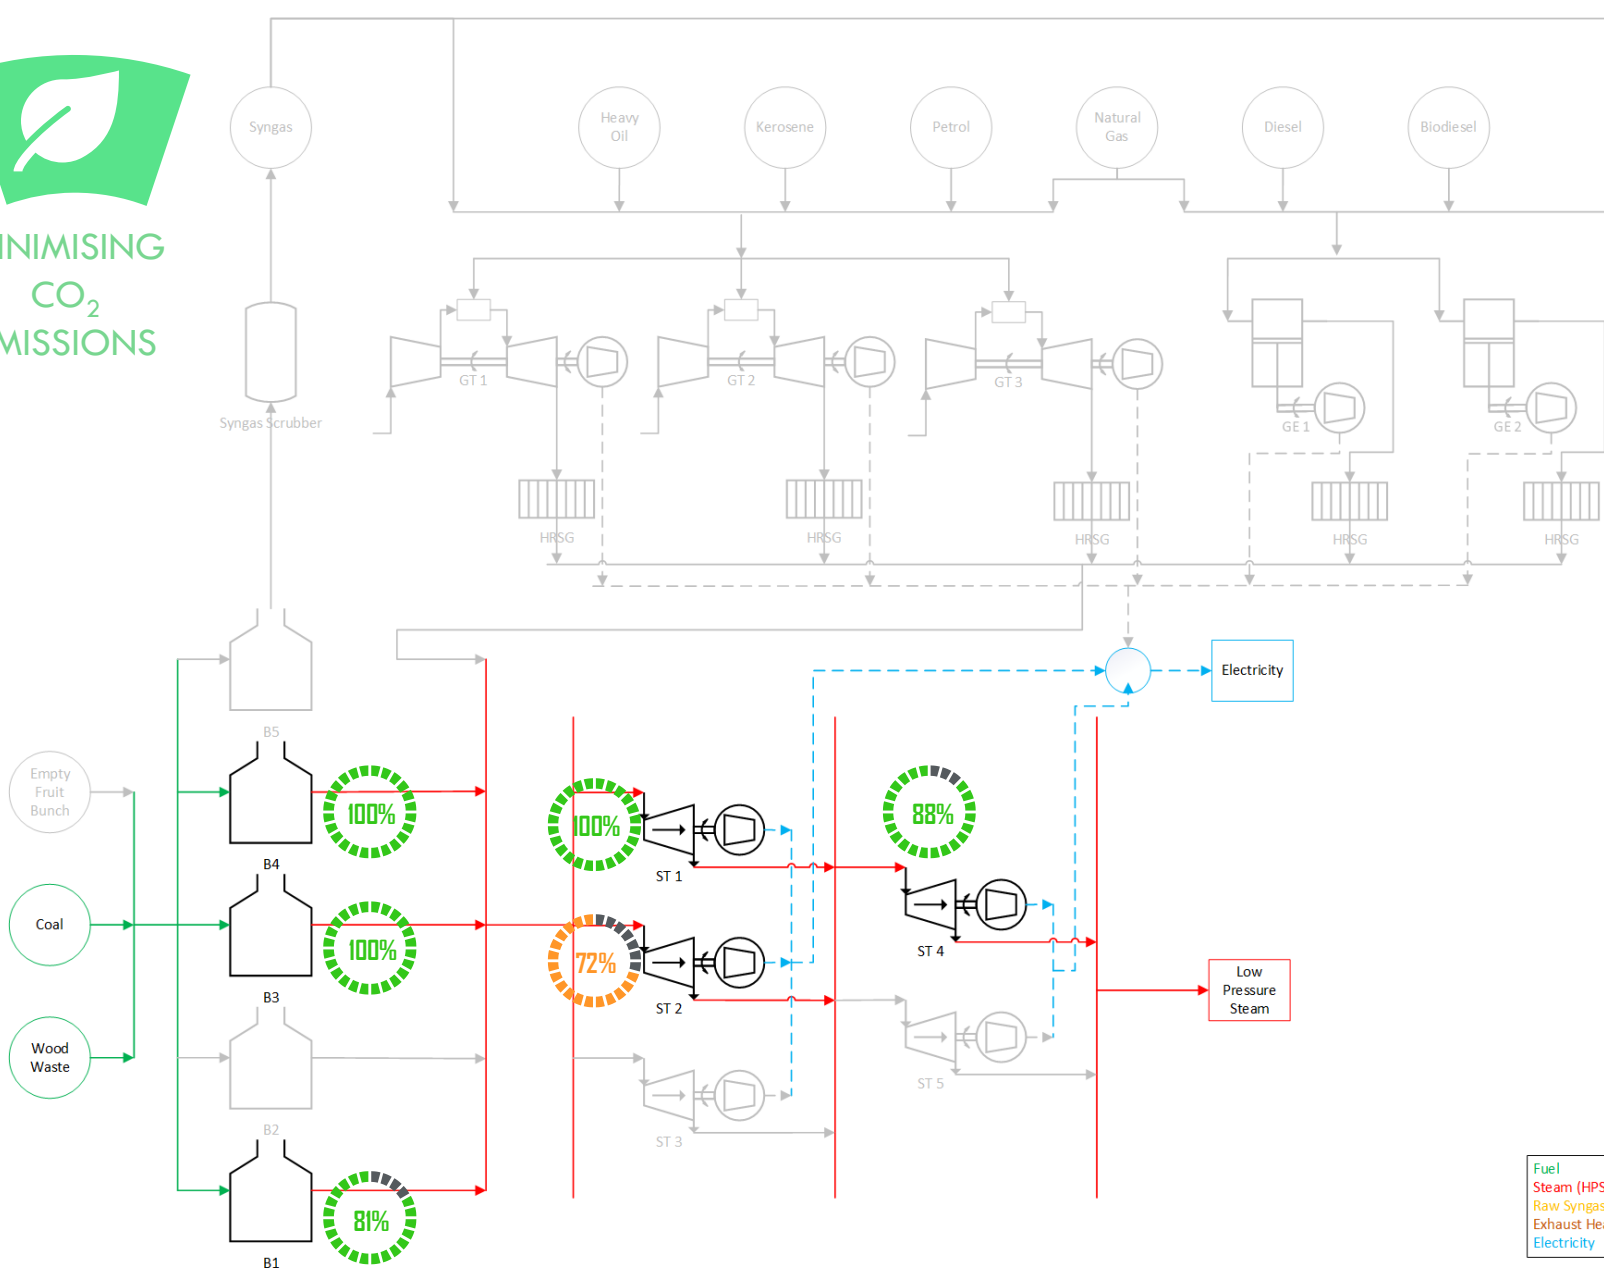 INIMISING
CO2
MISSIONS
Syngas
Heavy
Oil
Kerosene
Petrol
Natural
Gas
Diesel
Biodiesel
GT 1
GT 2
GT 3
GE 1
GE 2
Syngas Scrubber
HRSG
HRSG
HRSG
HRSG
HRSG
Electricity
B5
Empty
Fruit
Bunch
100%
100%
88%
B4
ST 1
Coal
100%
72%
ST 4
B3
ST 2
Low
Pressure
Steam
Wood
Waste
ST 5
B2
ST 3
81%
B1
Fuel
Steam (HPS
Raw Syngas
Exhaust Hea
Electricity